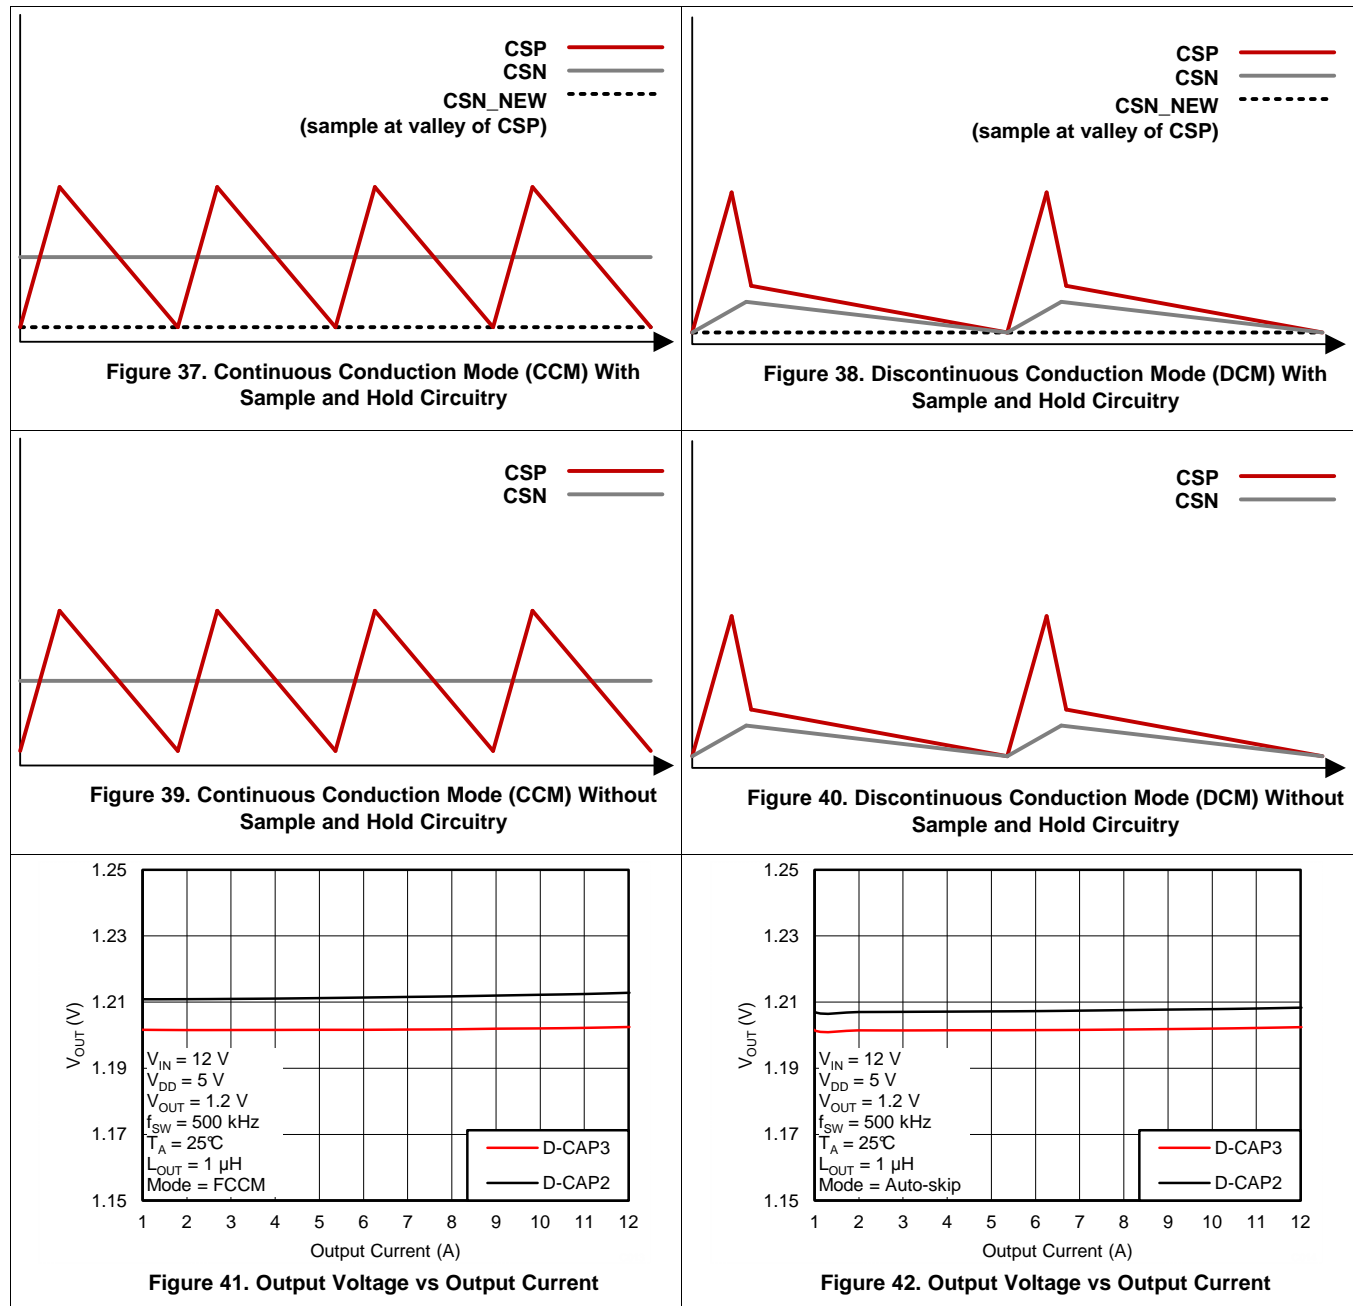 CSP
CSN
CSN_NEW
(sample at valley of CSP)
Figure 37. Continuous Conduction Mode (CCM) With
Sample and Hold Circuitry
CSP
CSN
CSN_NEW
(sample at valley of CSP)
Figure 38. Discontinuous Conduction Mode (DCM) With
Sample and Hold Circuitry
CSP
CSN
Figure 39. Continuous Conduction Mode (CCM) Without
Sample and Hold Circuitry
CSP
CSN
Figure 40. Discontinuous Conduction Mode (DCM) Without
Sample and Hold Circuitry
1.25
1.23
1.21
1.19
1.17
1.15
VOUT (V)
VIN = 12 V
VDD = 5 V
VOUT = 1.2 V
fSW = 500 kHz
TA = 25°C
LOUT = 1 µH
Mode = FCCM
D-CAP3
D-CAP2
1 2 3 4 5 6 7 8 9 10 11 12
Output Current (A)
Figure 41. Output Voltage vs Output Current
1.25
1.23
1.21
1.19
1.17
1.15
VOUT (V)
VIN = 12 V
VDD = 5 V
VOUT = 1.2 V
fSW = 500 kHz
TA = 25°C
LOUT = 1 µH
Mode = Auto-skip
D-CAP3
D-CAP2
1 2 3 4 5 6 7 8 9 10 11 12
Output Current (A)
Figure 42. Output Voltage vs Output Current